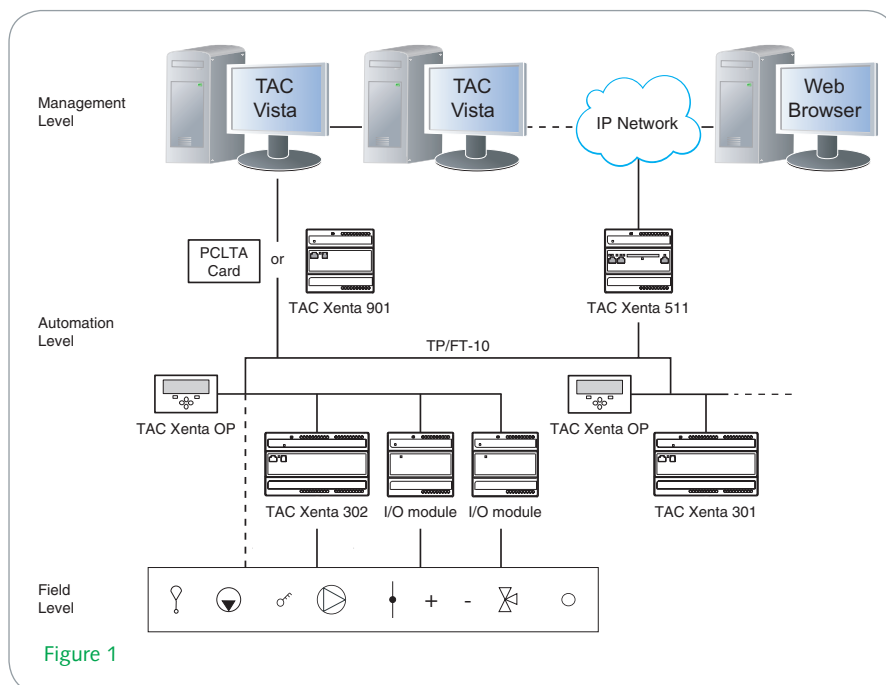 Management
Level
TAC
Vista
TAC
Vista
IP Network
Web
Browser
PCLTA
Card
or
TAC Xenta 901
TAC Xenta 511
Automation
Level
TP/FT-10
TAC Xenta OP
TAC Xenta OP
TAC Xenta 302
I/O module
I/O module
TAC Xenta 301
Field
Level
+
-
Figure 1